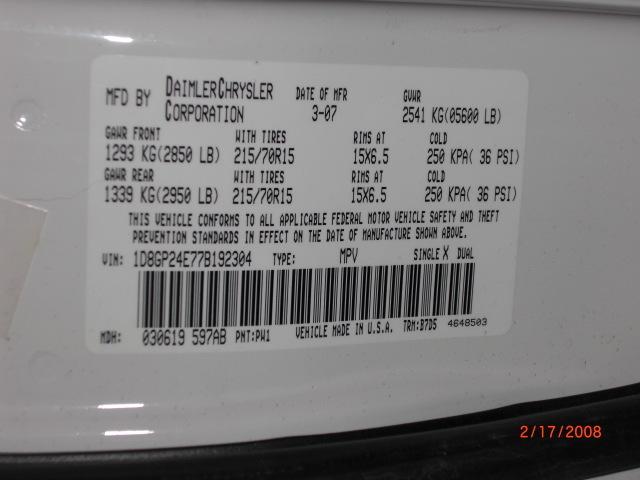 MFD BY DAIMLERCHRYSLER CORPORATION DATE OF MFR 3-07 GVWR 2541 KG(05600 LB)
GAWR FRONT WITH TIRES RIMS AT COLD
1293 KG(2850 LB) 215/70R15 15X6.5 250 KPA( 36 PSI)
GAWR REAR WITH TIRES RIMS AT COLD
1339 KG(2950 LB) 215/70R15 15X6.5 250 KPA( 36 PSI)
THIS VEHICLE CONFORMS TO ALL APPLICABLE FEDERAL MOTOR VEHICLE SAFETY AND THEFT
PREVENTION STANDARDS IN EFFECT ON THE DATE OF MANUFACTURE SHOWN ABOVE.
VIN: 1D8GP24E77B192304 TYPE: MPV SINGLE X DUAL
MDH: 030619 597AB PNT:PW1 VEHICLE MADE IN U.S.A. TRM:B7D5 4648503
2/17/2008